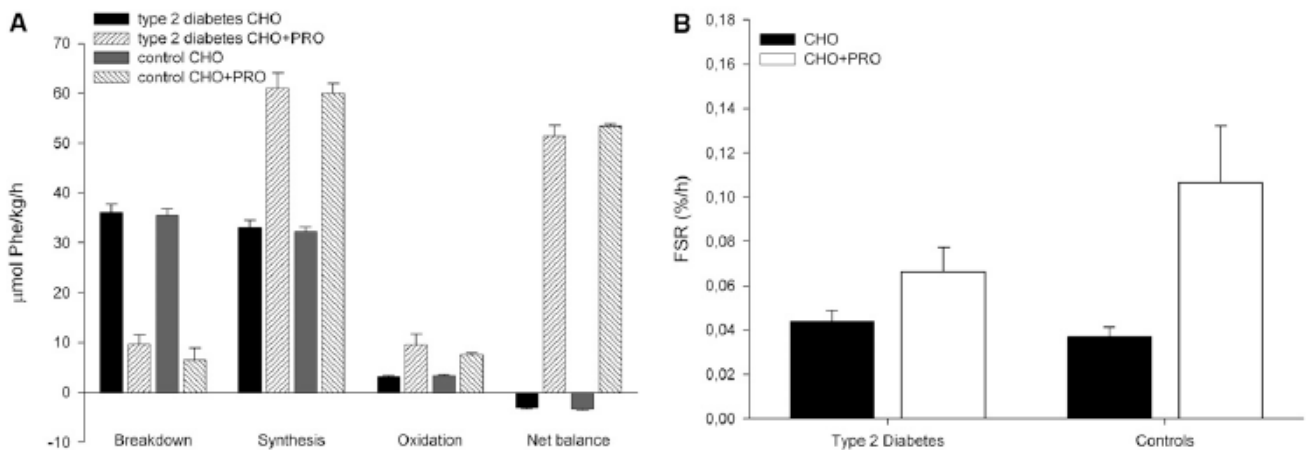 A
type 2 diabetes CHO
type 2 diabetes CHO+PRO
control CHO
control CHO+PRO
70
60
50
40
30
20
10
0
-10
µmol Phe/kg/h
Breakdown Synthesis Oxidation Net balance
B
CHO
CHO+PRO
0,18
0,16
0,14
0,12
0,10
0,08
0,06
0,04
0,02
0,00
FSR (%/h)
Type 2 Diabetes Controls